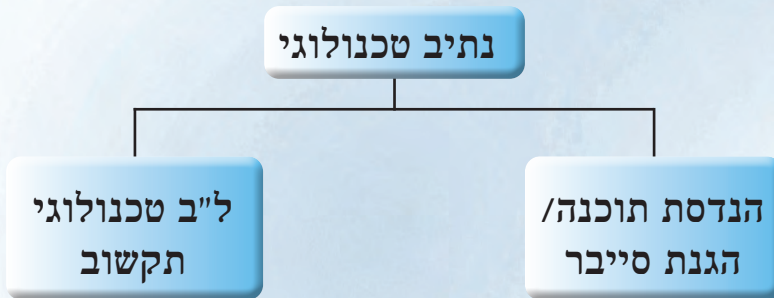 נתיב טכנולוגי
הנדסת תוכנה/
הגנת סייבר
ל"ב טכנולוגי
תקשוב